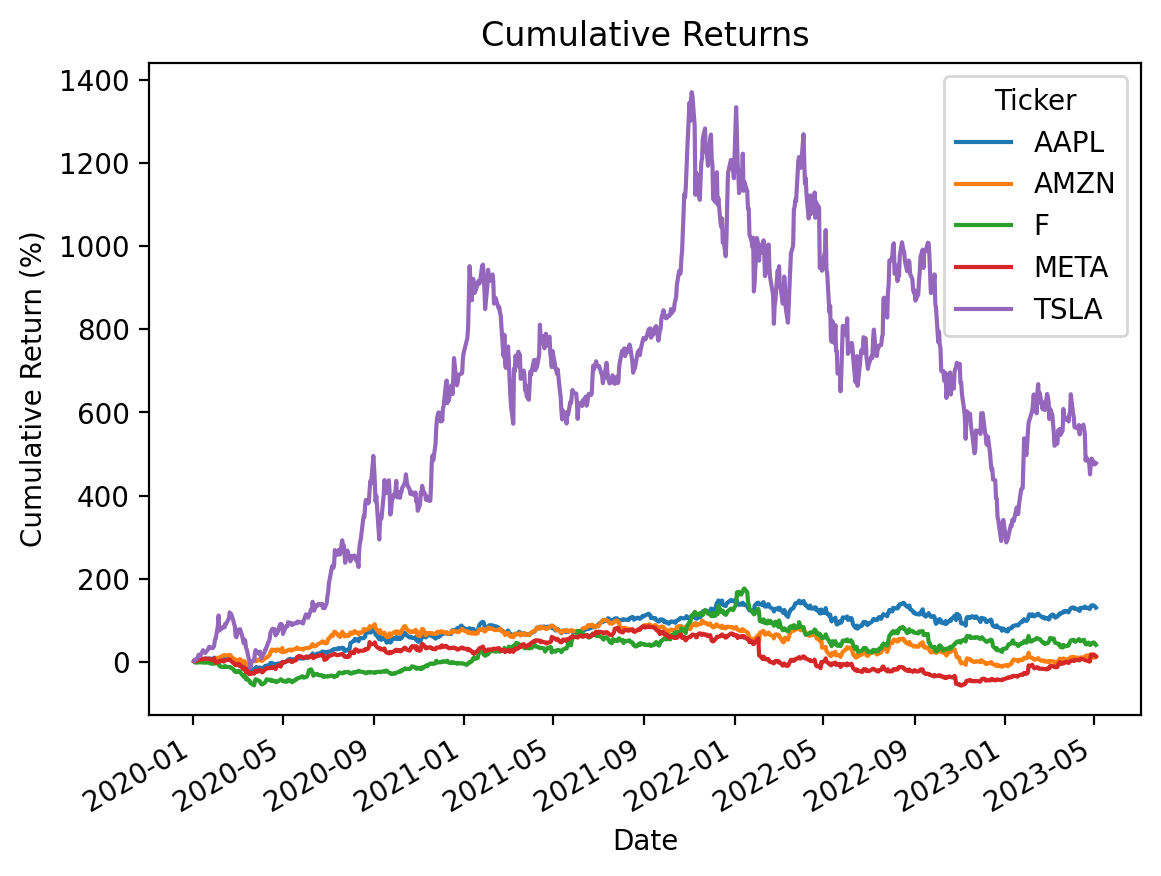 Cumulative Returns
Cumulative Return (%)
1400
1200
1000
800
600
400
200
0
Ticker
AAPL
AMZN
F
META
TSLA
2020-01
2020-05
2020-09
2021-01
2021-05
2021-09
2022-01
2022-05
2022-09
2023-01
2023-05
Date